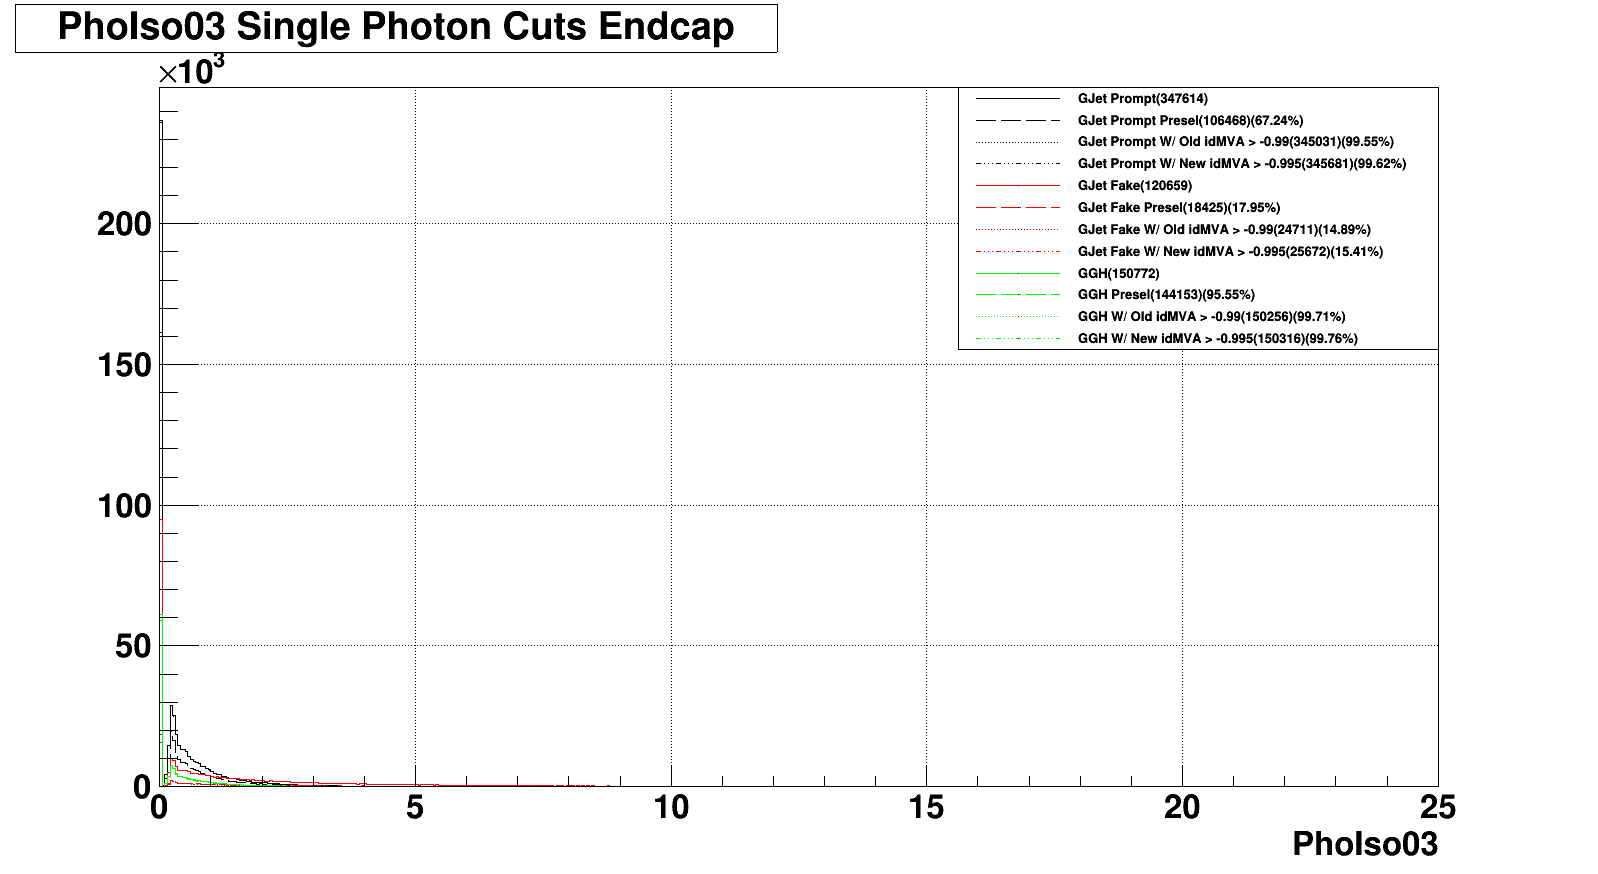 PhoIso03 Single Photon Cuts Endcap
×10³
GJet Prompt(347614)
GJet Prompt Presel(106468)(67.24%)
GJet Prompt W/ Old idMVA > -0.99(345031)(99.55%)
GJet Prompt W/ New idMVA > -0.995(345681)(99.62%)
GJet Fake(120659)
GJet Fake Presel(18425)(17.95%)
GJet Fake W/ Old idMVA > -0.99(24711)(14.89%)
GJet Fake W/ New idMVA > -0.995(25672)(15.41%)
GGH(150772)
GGH Presel(144153)(95.55%)
GGH W/ Old idMVA > -0.99(150256)(99.71%)
GGH W/ New idMVA > -0.995(150316)(99.76%)
200
150
100
50
0
0 5 10 15 20 25
PhoIso03